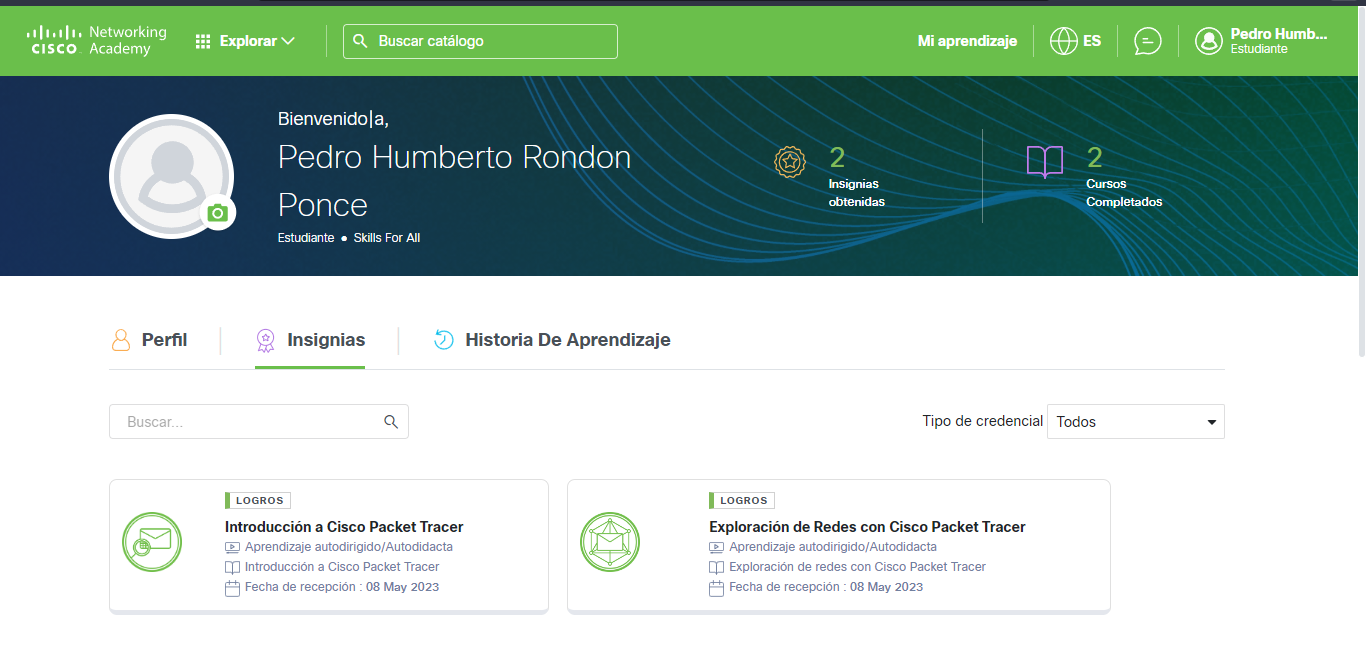 Networking
CISCO Academy
Explorar
Buscar catálogo
Mi aprendizaje
ES
Pedro Humb...
Estudiante
Bienvenido|a,
Pedro Humberto Rondon
Ponce
Estudiante ● Skills For All
2
Insignias
obtenidas
2
Cursos
Completados
Perfil
Insignias
Historia De Aprendizaje
Buscar...
Tipo de credencial
Todos
LOGROS
Introducción a Cisco Packet Tracer
Aprendizaje autodirigido/Autodidacta
Introducción a Cisco Packet Tracer
Fecha de recepción : 08 May 2023
LOGROS
Exploración de Redes con Cisco Packet Tracer
Aprendizaje autodirigido/Autodidacta
Exploración de redes con Cisco Packet Tracer
Fecha de recepción : 08 May 2023